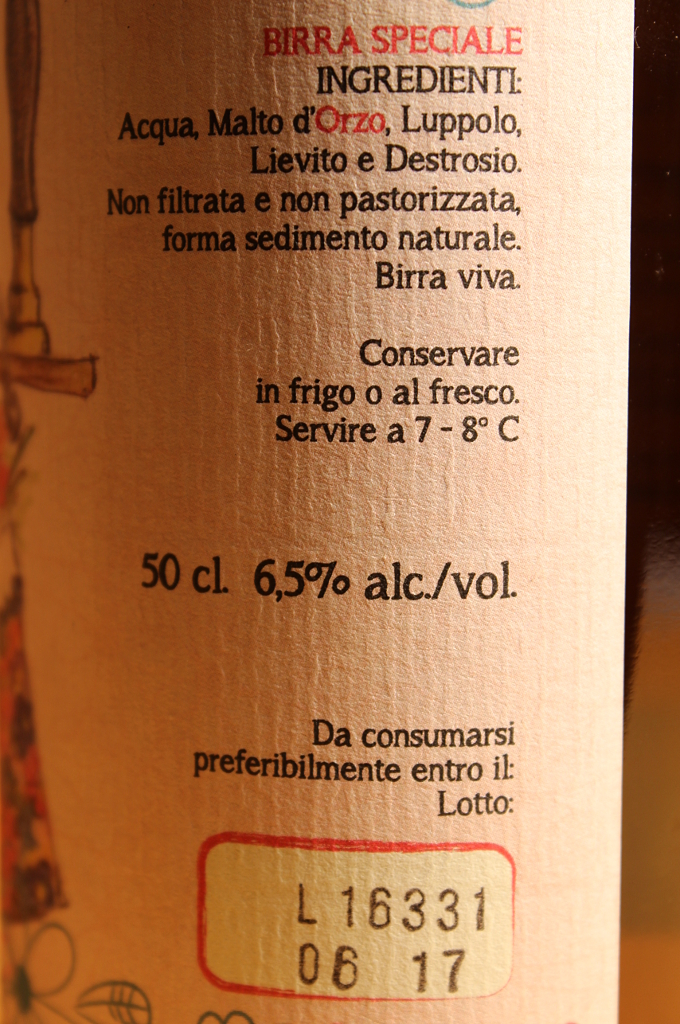 BIRRA SPECIALE
INGREDIENTI:
Acqua, Malto d'Orzo, Luppolo,
Lievito e Destrosio.
Non filtrata e non pastorizzata,
forma sedimento naturale.
Birra viva.
Conservare
in frigo o al fresco.
Servire a 7 - 8° C
50 cl. 6,5% alc./vol.
Da consumarsi
preferibilmente entro il:
Lotto:
L 16331
06 17